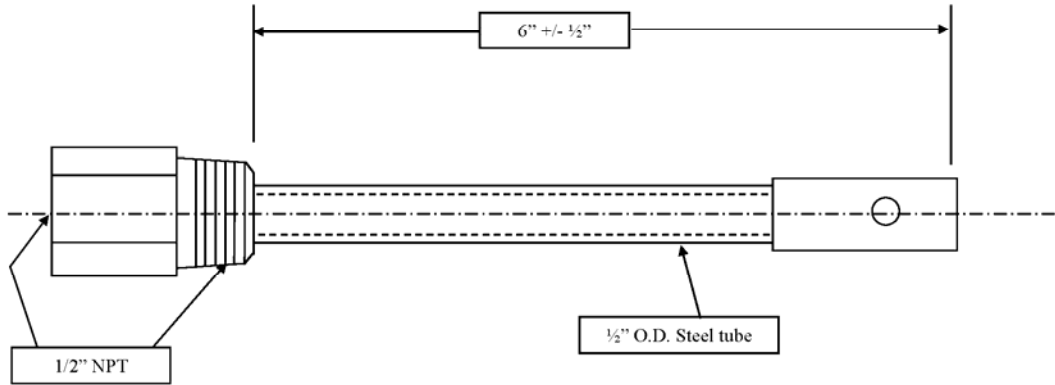 6” +/- ½”
½” O.D. Steel tube
1/2” NPT